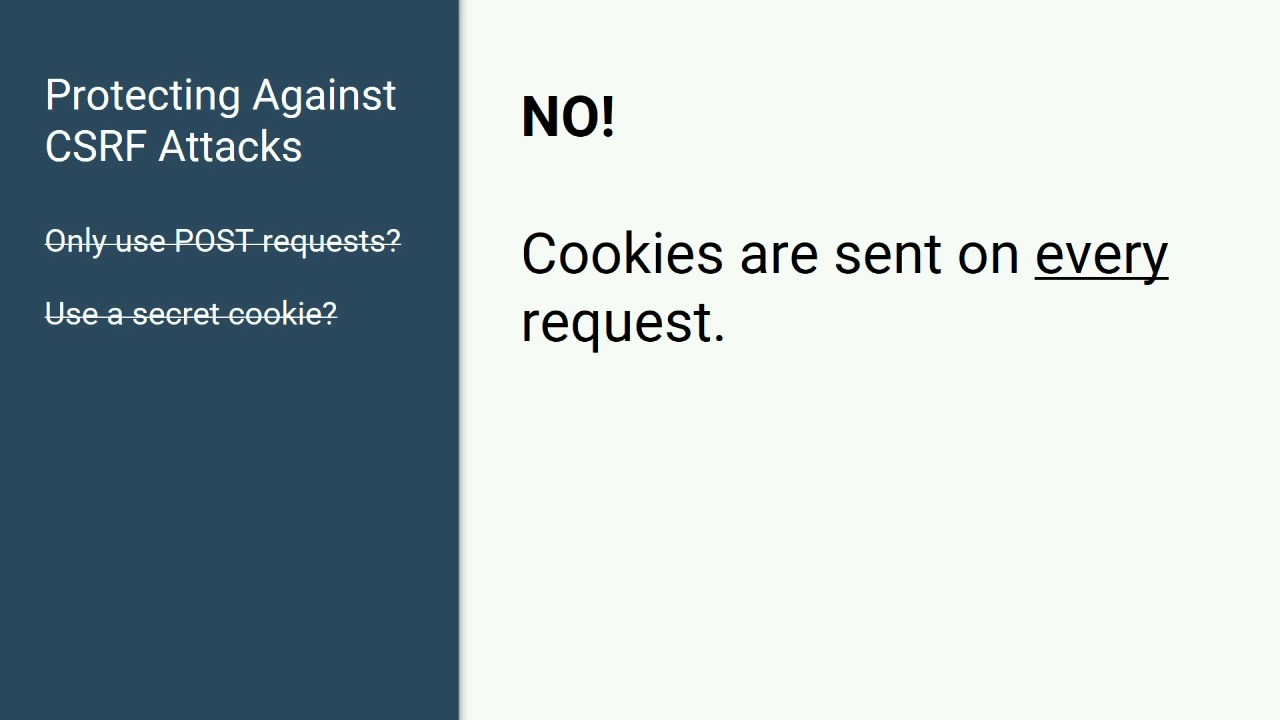 Protecting Against
CSRF Attacks
Only use POST requests?
Use a secret cookie?
NO!
Cookies are sent on every
request.